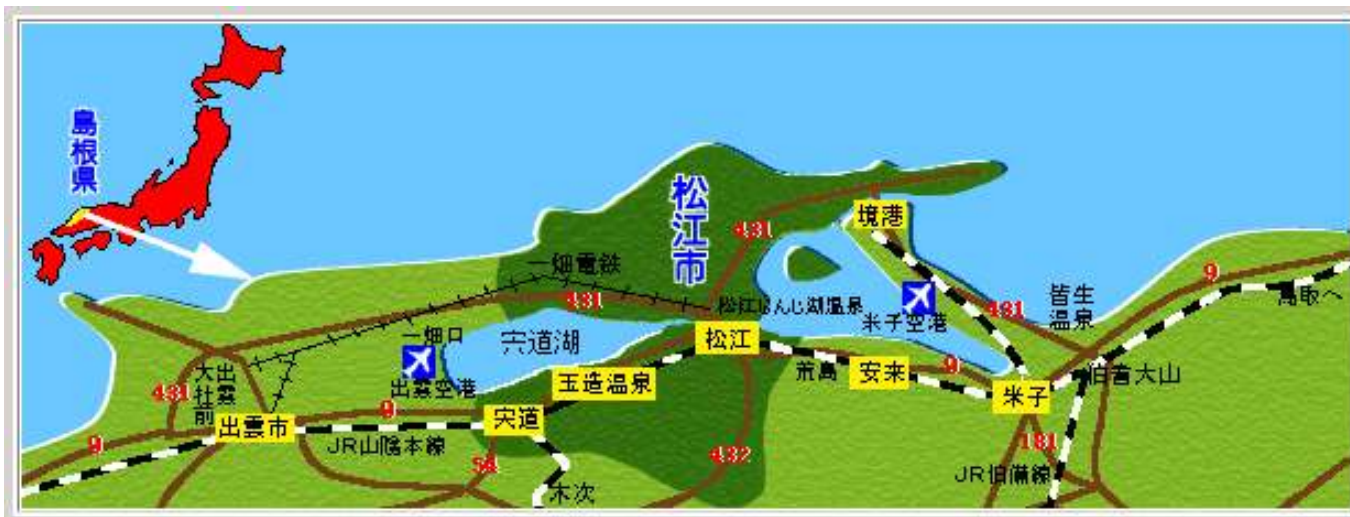 島根県
松江市
境港
431
9
一畑電鉄
431
松江しんじ湖温泉
米子空港
431
皆生
温泉
鳥取へ
一畑口
宍道湖
松江
出雲空港
玉造温泉
荒島
安来
9
米子
伯耆大山
出雲
大社
前
431
出雲市
9
宍道
9
JR山陰本線
54
432
181
JR伯備線
木次